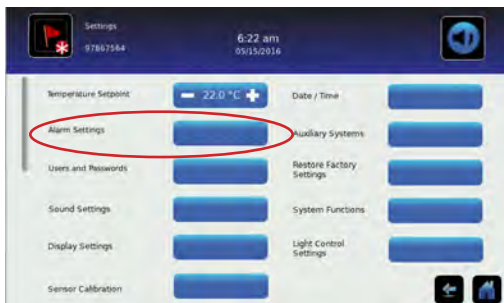 Settings
97867564
6:22 am
05/15/2016
Temperature Setpoint
22.0 °C
Date / Time
Alarm Settings
Auxiliary Systems
Users and Passwords
Restore Factory
Settings
Sound Settings
System Functions
Display Settings
Light Control
Settings
Sensor Calibration